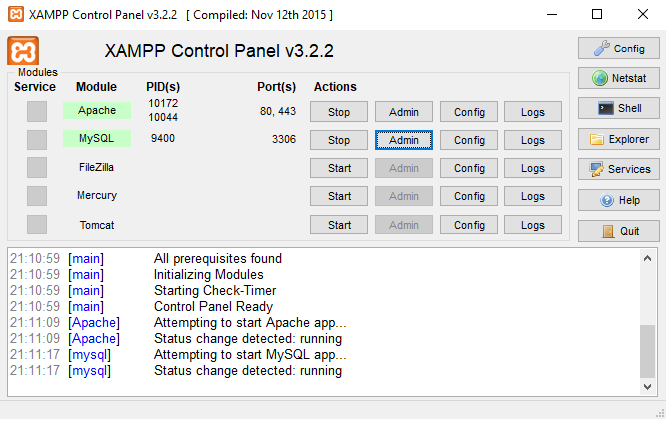 XAMPP Control Panel v3.2.2 [ Compiled: Nov 12th 2015 ]
XAMPP Control Panel v3.2.2
Config
Modules
Service Module PID(s) Port(s) Actions
Netstat
Apache 10172 10044 80, 443 Stop Admin Config Logs
Shell
MySQL 9400 3306 Stop Admin Config Logs
Explorer
FileZilla Start Admin Config Logs
Services
Mercury Start Admin Config Logs
Help
Tomcat Start Admin Config Logs
Quit
21:10:59 [main] All prerequisites found
21:10:59 [main] Initializing Modules
21:10:59 [main] Starting Check-Timer
21:10:59 [main] Control Panel Ready
21:11:09 [Apache] Attempting to start Apache app...
21:11:09 [Apache] Status change detected: running
21:11:17 [mysql] Attempting to start MySQL app...
21:11:17 [mysql] Status change detected: running